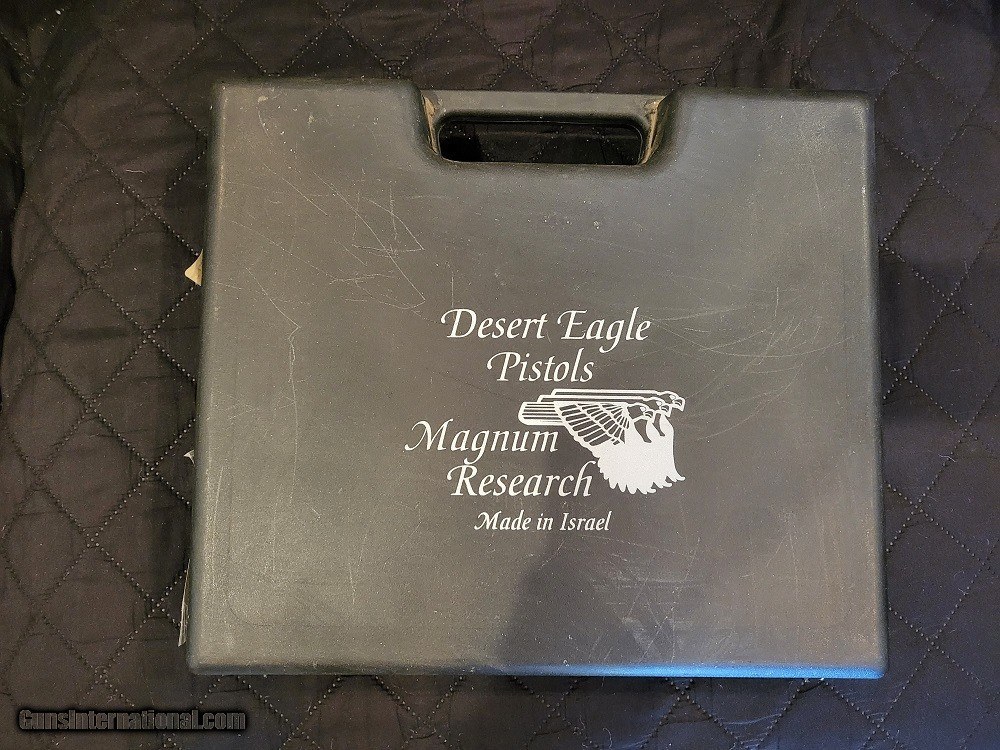 Desert Eagle
Pistols
Magnum
Research
Made in Israel
GunsInternational.com